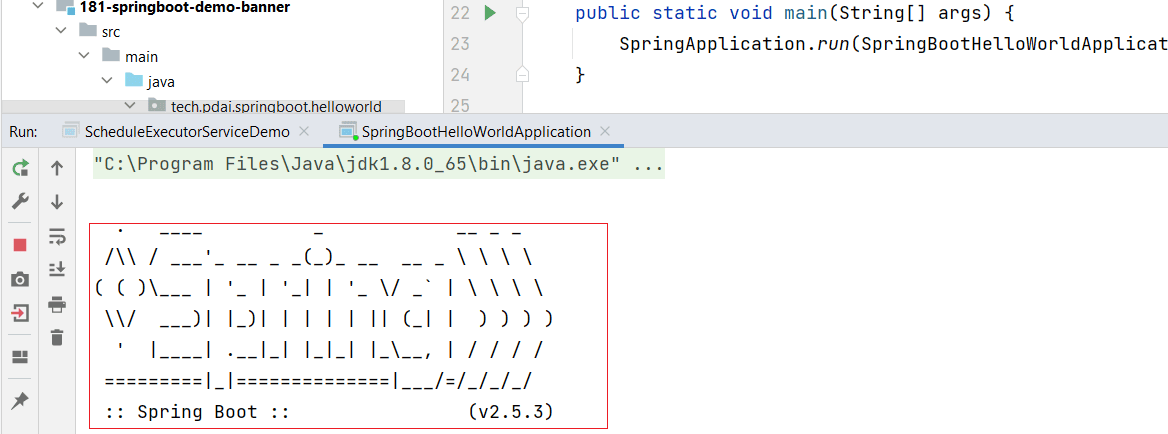 181-springboot-demo-banner
src
main
java
tech.pdai.springboot.helloworld
22 public static void main(String[] args) {
23 SpringApplication.run(SpringBootHelloWorldApplicat
24 }
25
Run: ScheduleExecutorServiceDemo × SpringBootHelloWorldApplication ×
"C:\Program Files\Java\jdk1.8.0_65\bin\java.exe" ...
  .   ____          _            __ _ _
 /\\ / ___'_ __ _ _(_)_ __  __ _ \ \ \ \
( ( )\___ | '_ | '_| | '_ \/ _` | \ \ \ \
 \\/  ___)| |_)| | | | | || (_| |  ) ) ) )
  '  |____| .__|_| |_|_| |_\__, | / / / /
 =========|_|==============|___/=/_/_/_/
 :: Spring Boot ::                (v2.5.3)